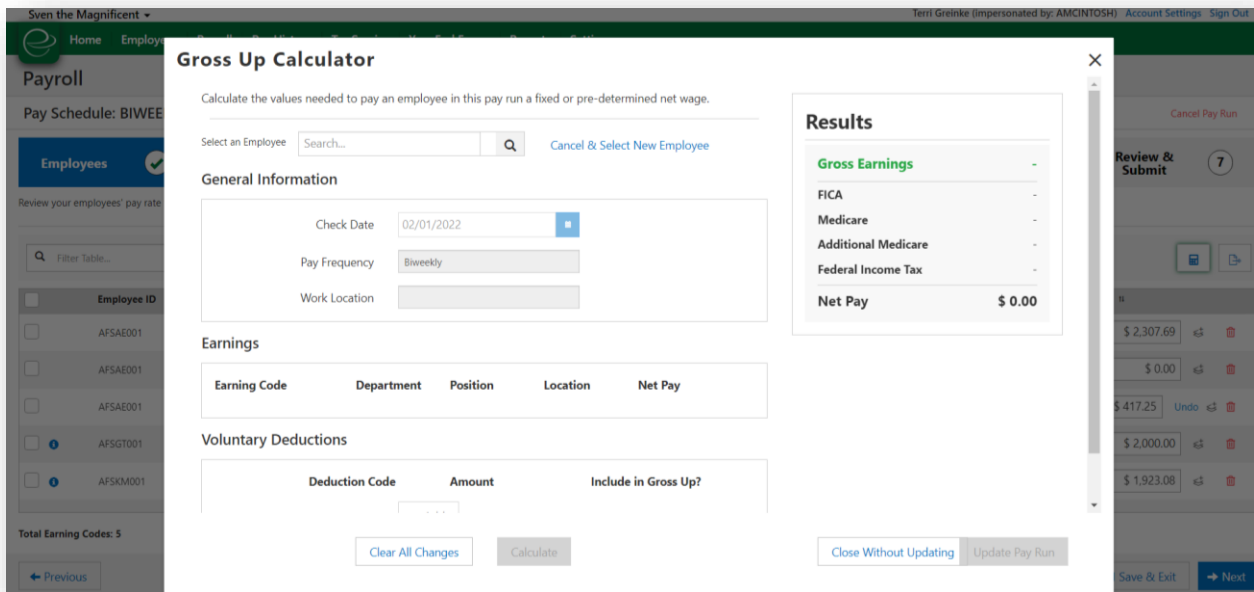 Sven the Magnificent
Terri Greinke (impersonated by: AMCINTOSH) Account Settings Sign Out
Home
Payroll
Pay Schedule: BIWEE
Cancel Pay Run
Employees
Review & Submit 7
Review your employees' pay rate
Filter Table...
Employee ID
AFSAE001 $ 2,307.69
AFSAE001 $ 0.00
AFSAE001 $ 417.25 Undo
AFSGT001 $ 2,000.00
AFSKM001 $ 1,923.08
Total Earning Codes: 5
Previous
Save & Exit Next
Gross Up Calculator
Calculate the values needed to pay an employee in this pay run a fixed or pre-determined net wage.
Select an Employee Search... Cancel & Select New Employee
General Information
Check Date 02/01/2022
Pay Frequency Biweekly
Work Location
Earnings
Earning Code Department Position Location Net Pay
Voluntary Deductions
Deduction Code Amount Include in Gross Up?
Results
Gross Earnings -
FICA -
Medicare -
Additional Medicare -
Federal Income Tax -
Net Pay $ 0.00
Clear All Changes Calculate Close Without Updating Update Pay Run